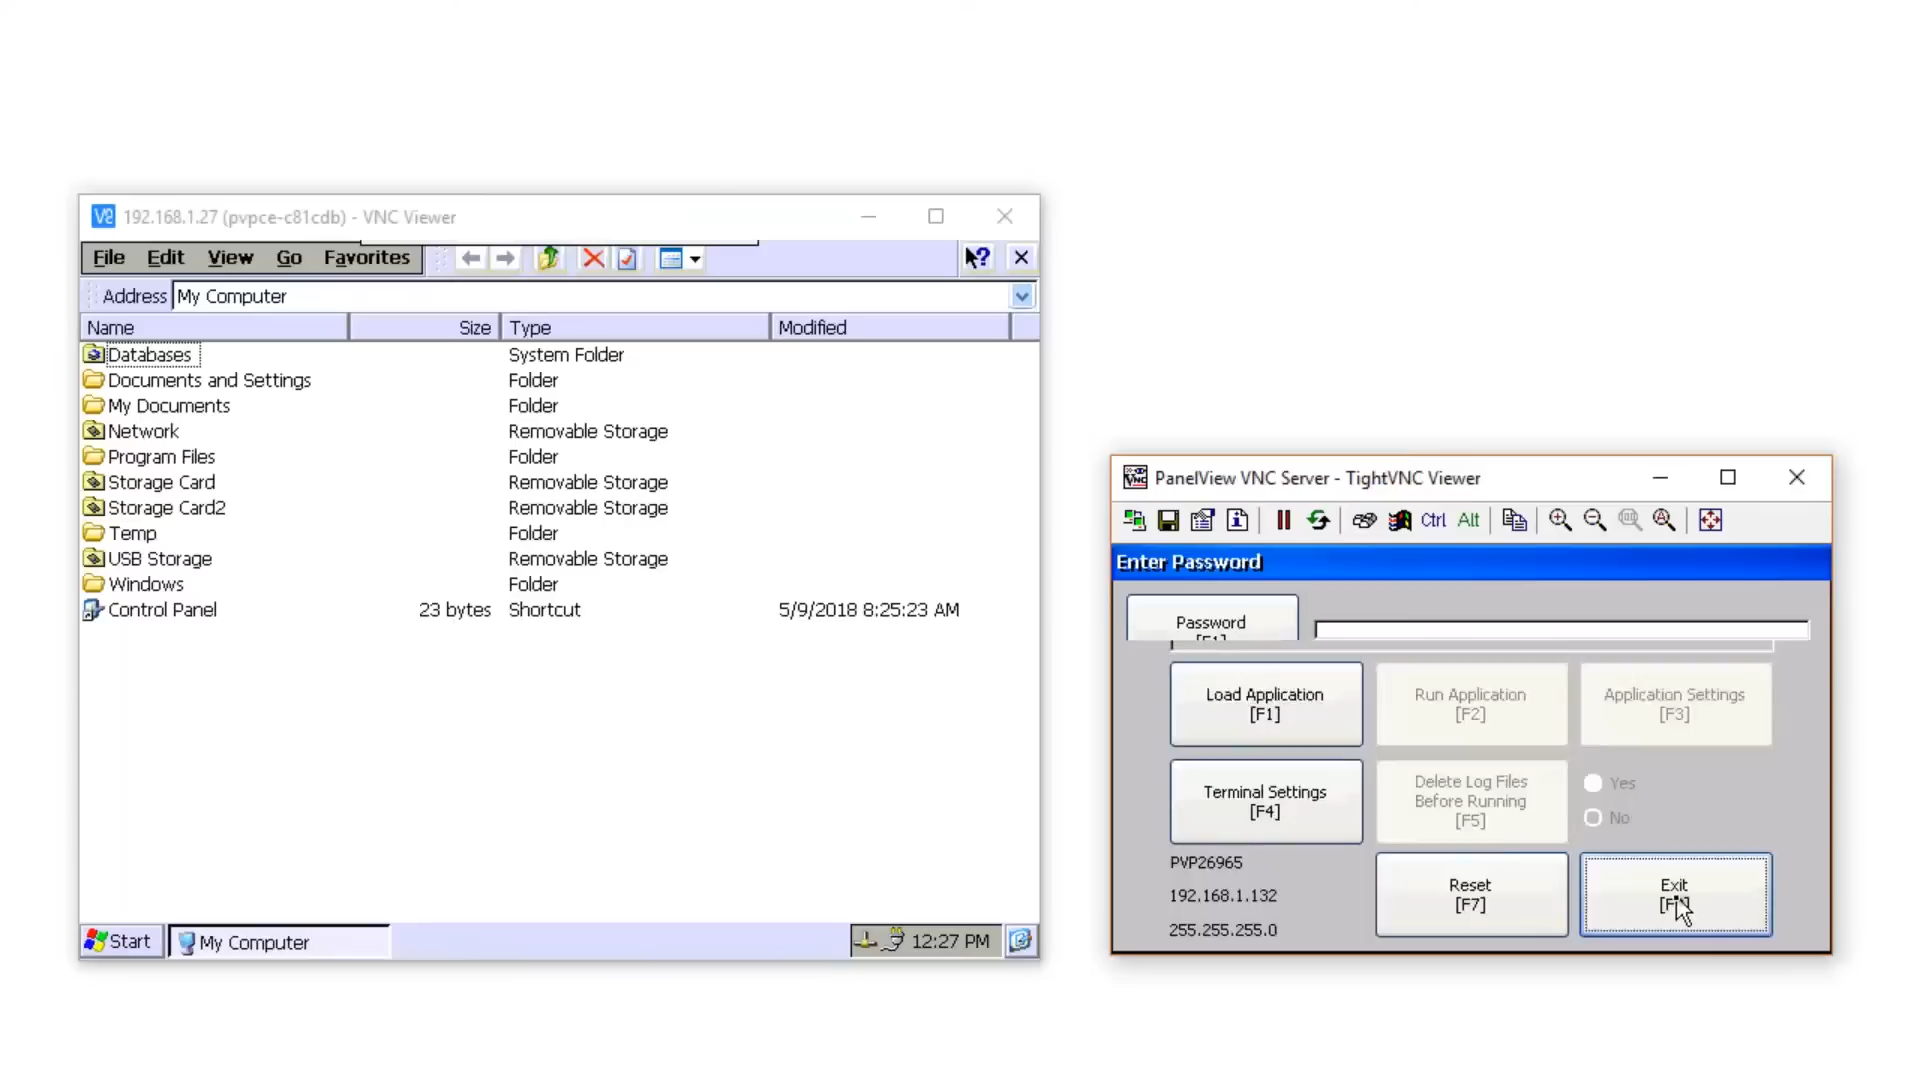 192.168.1.27 (pvpce-c81cdb) - VNC Viewer
File Edit View Go Favorites
Address My Computer
Name Size Type Modified
Databases System Folder
Documents and Settings Folder
My Documents Folder
Network Removable Storage
Program Files Folder
Storage Card Removable Storage
Storage Card2 Removable Storage
Temp Folder
USB Storage Removable Storage
Windows Folder
Control Panel 23 bytes Shortcut 5/9/2018 8:25:23 AM
Start My Computer 12:27 PM
PanelView VNC Server - TightVNC Viewer
Ctrl Alt
Enter Password
Password
[F1]
Load Application
[F1]
Run Application
[F2]
Application Settings
[F3]
Terminal Settings
[F4]
Delete Log Files
Before Running
[F5]
Yes
No
PVP26965
192.168.1.132
255.255.255.0
Reset
[F7]
Exit